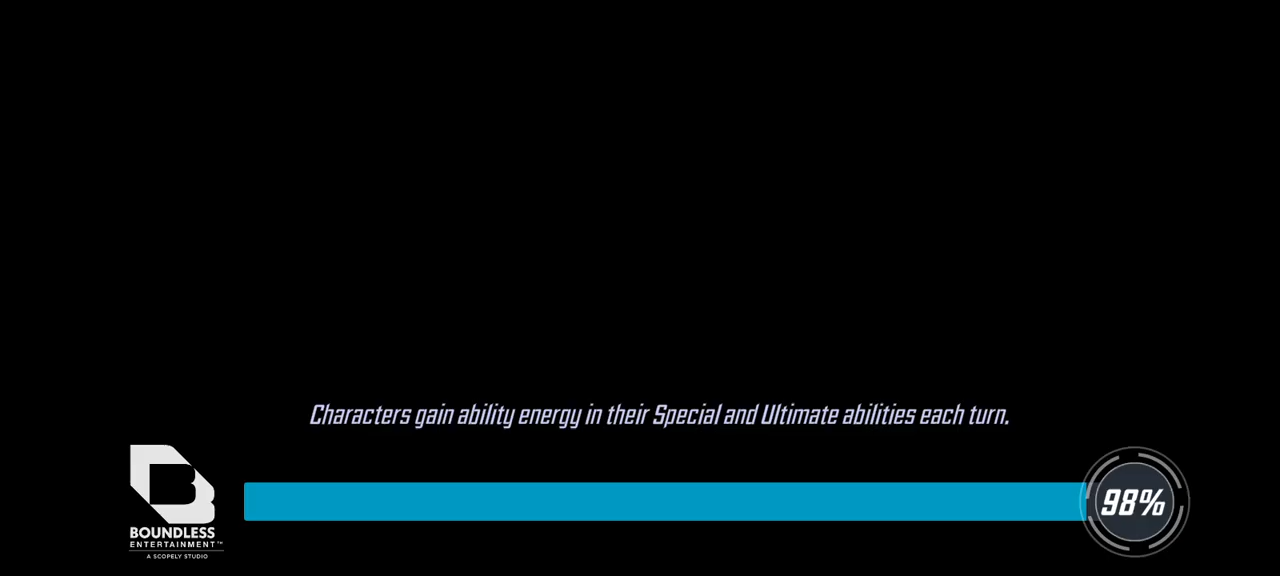 Characters gain ability energy in their Special and Ultimate abilities each turn.
98%
BOUNDLESS
ENTERTAINMENT™
A SCOPELY STUDIO